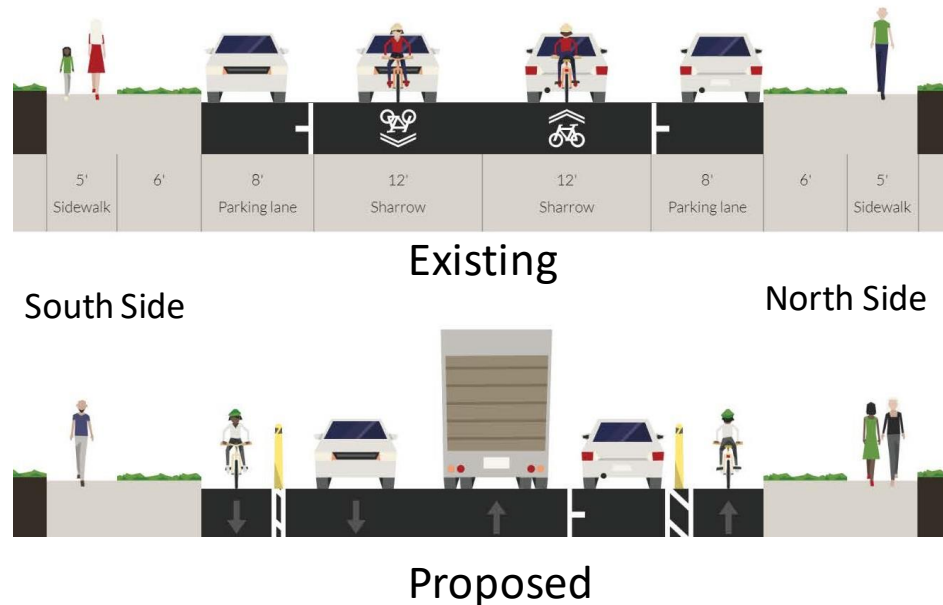 5' 6' 8' 12' 12' 8' 6' 5'
Sidewalk Parking lane Sharrow Sharrow Parking lane Sidewalk
Existing
South Side North Side
Proposed